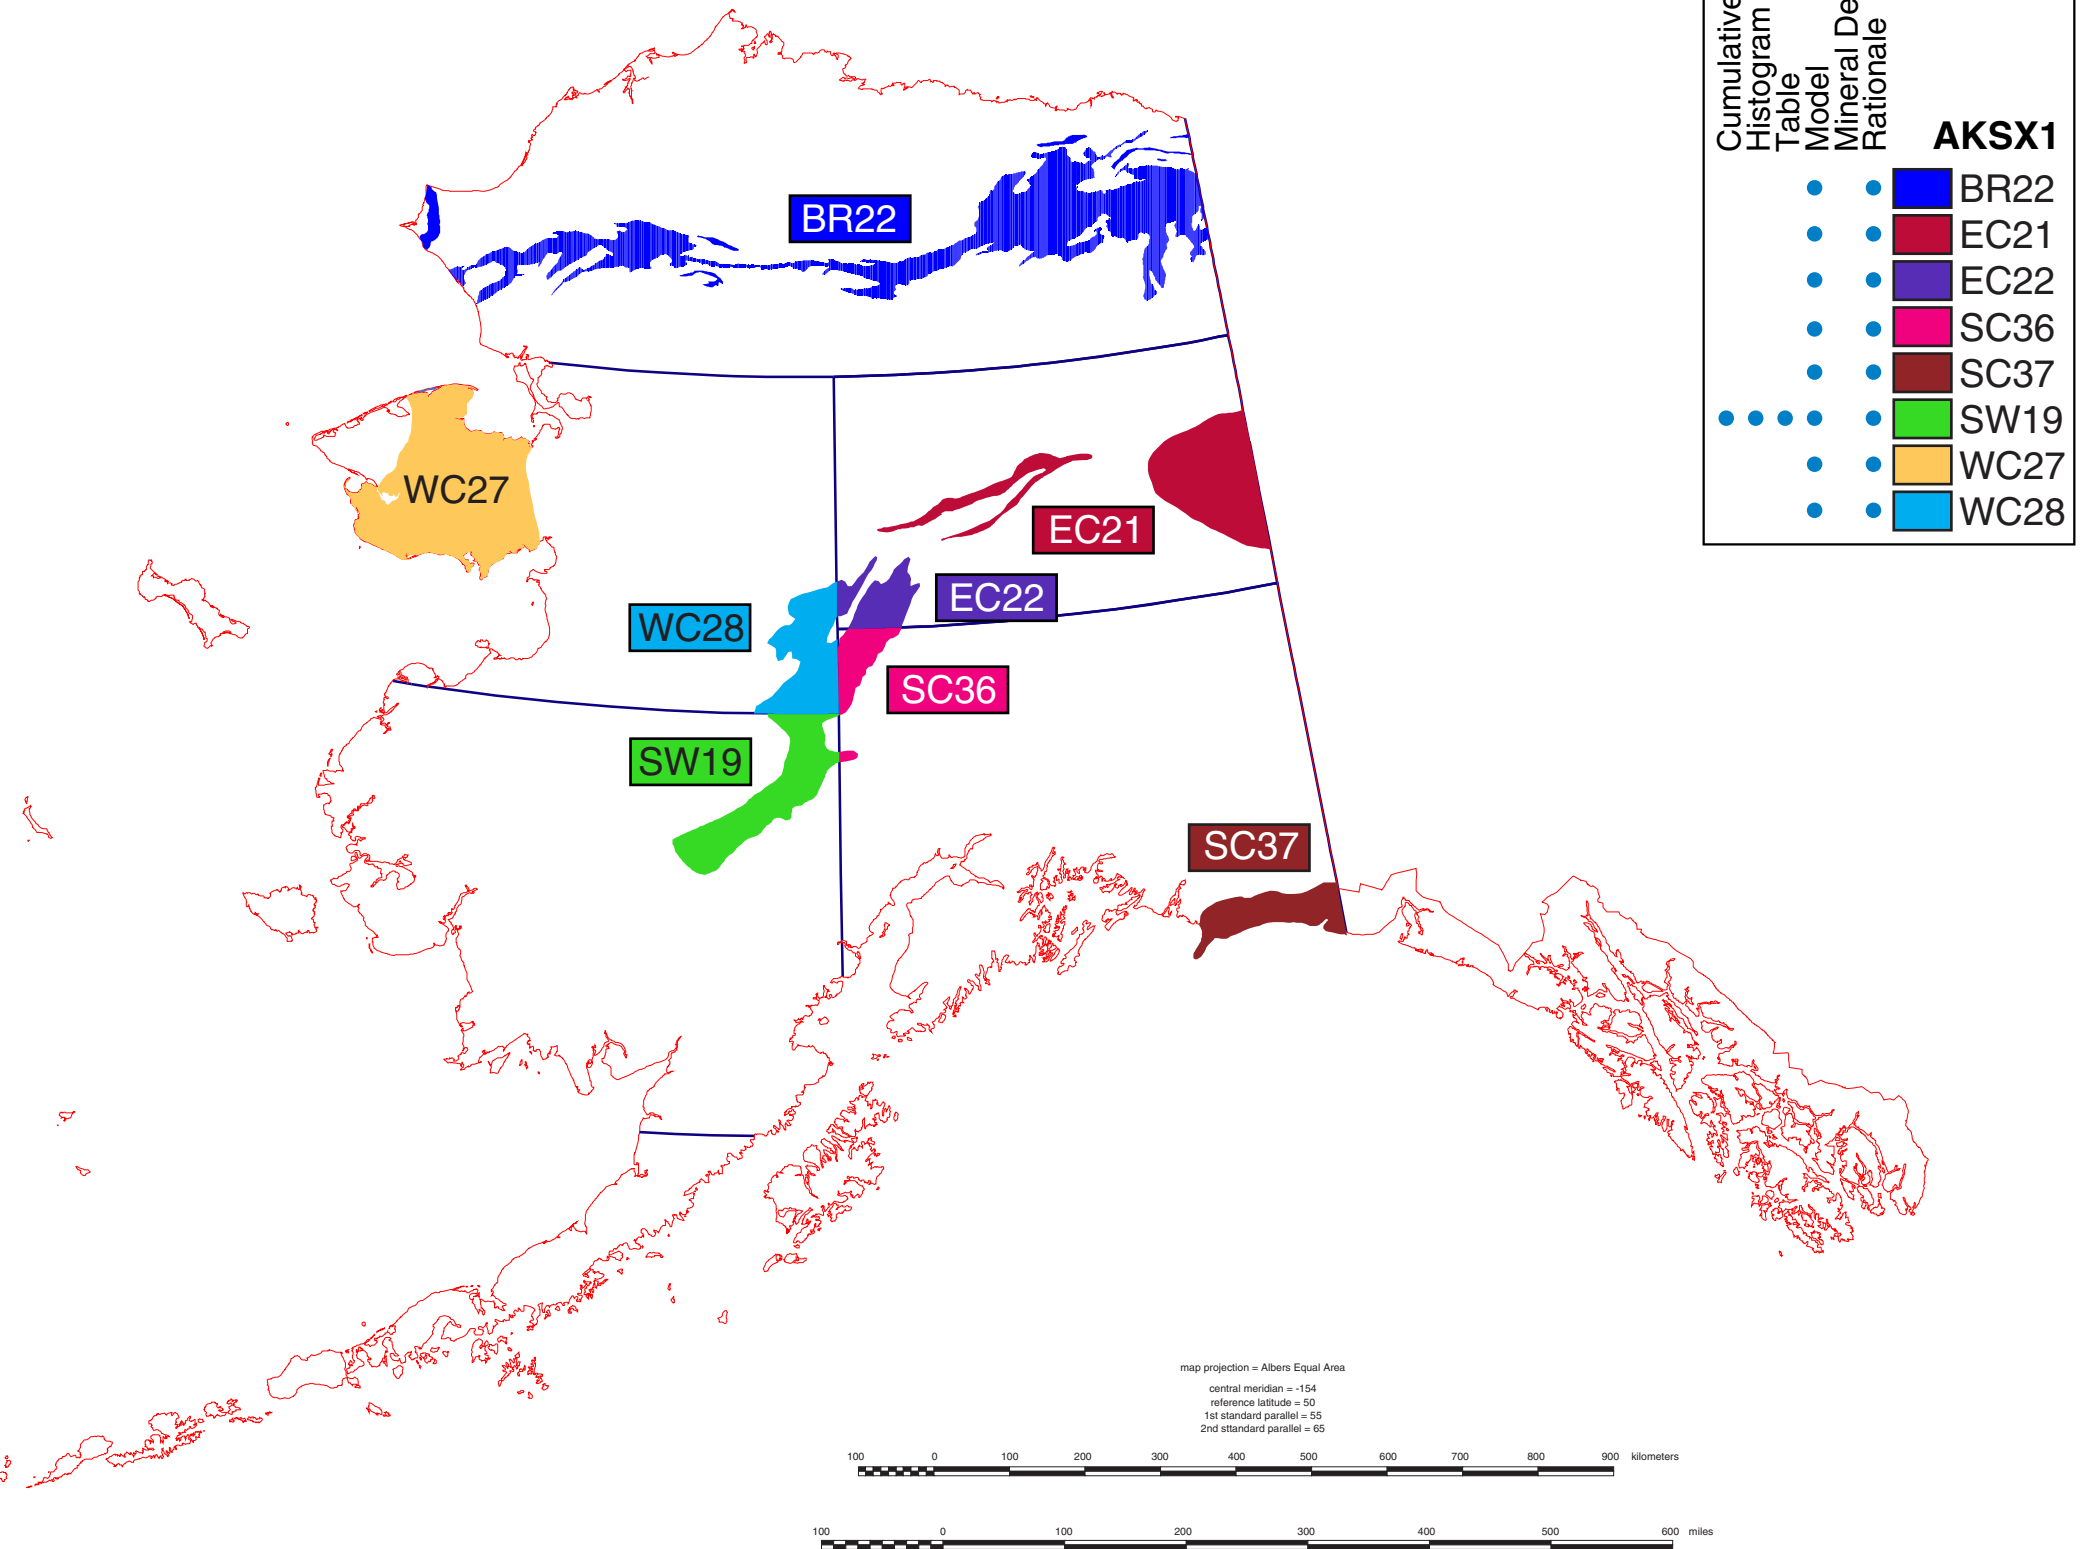 Cumulative
Histogram
Table
Model
Mineral De
Rationale
AKSX1
BR22
EC21
EC22
SC36
SC37
SW19
WC27
WC28
BR22
WC27
EC21
EC22
WC28
SC36
SW19
SC37
map projection = Albers Equal Area
central meridian = -154
reference latitude = 50
1st standard parallel = 55
2nd sttandard parallel = 65
100 0 100 200 300 400 500 600 700 800 900 kilometers
100 0 100 200 300 400 500 600 miles